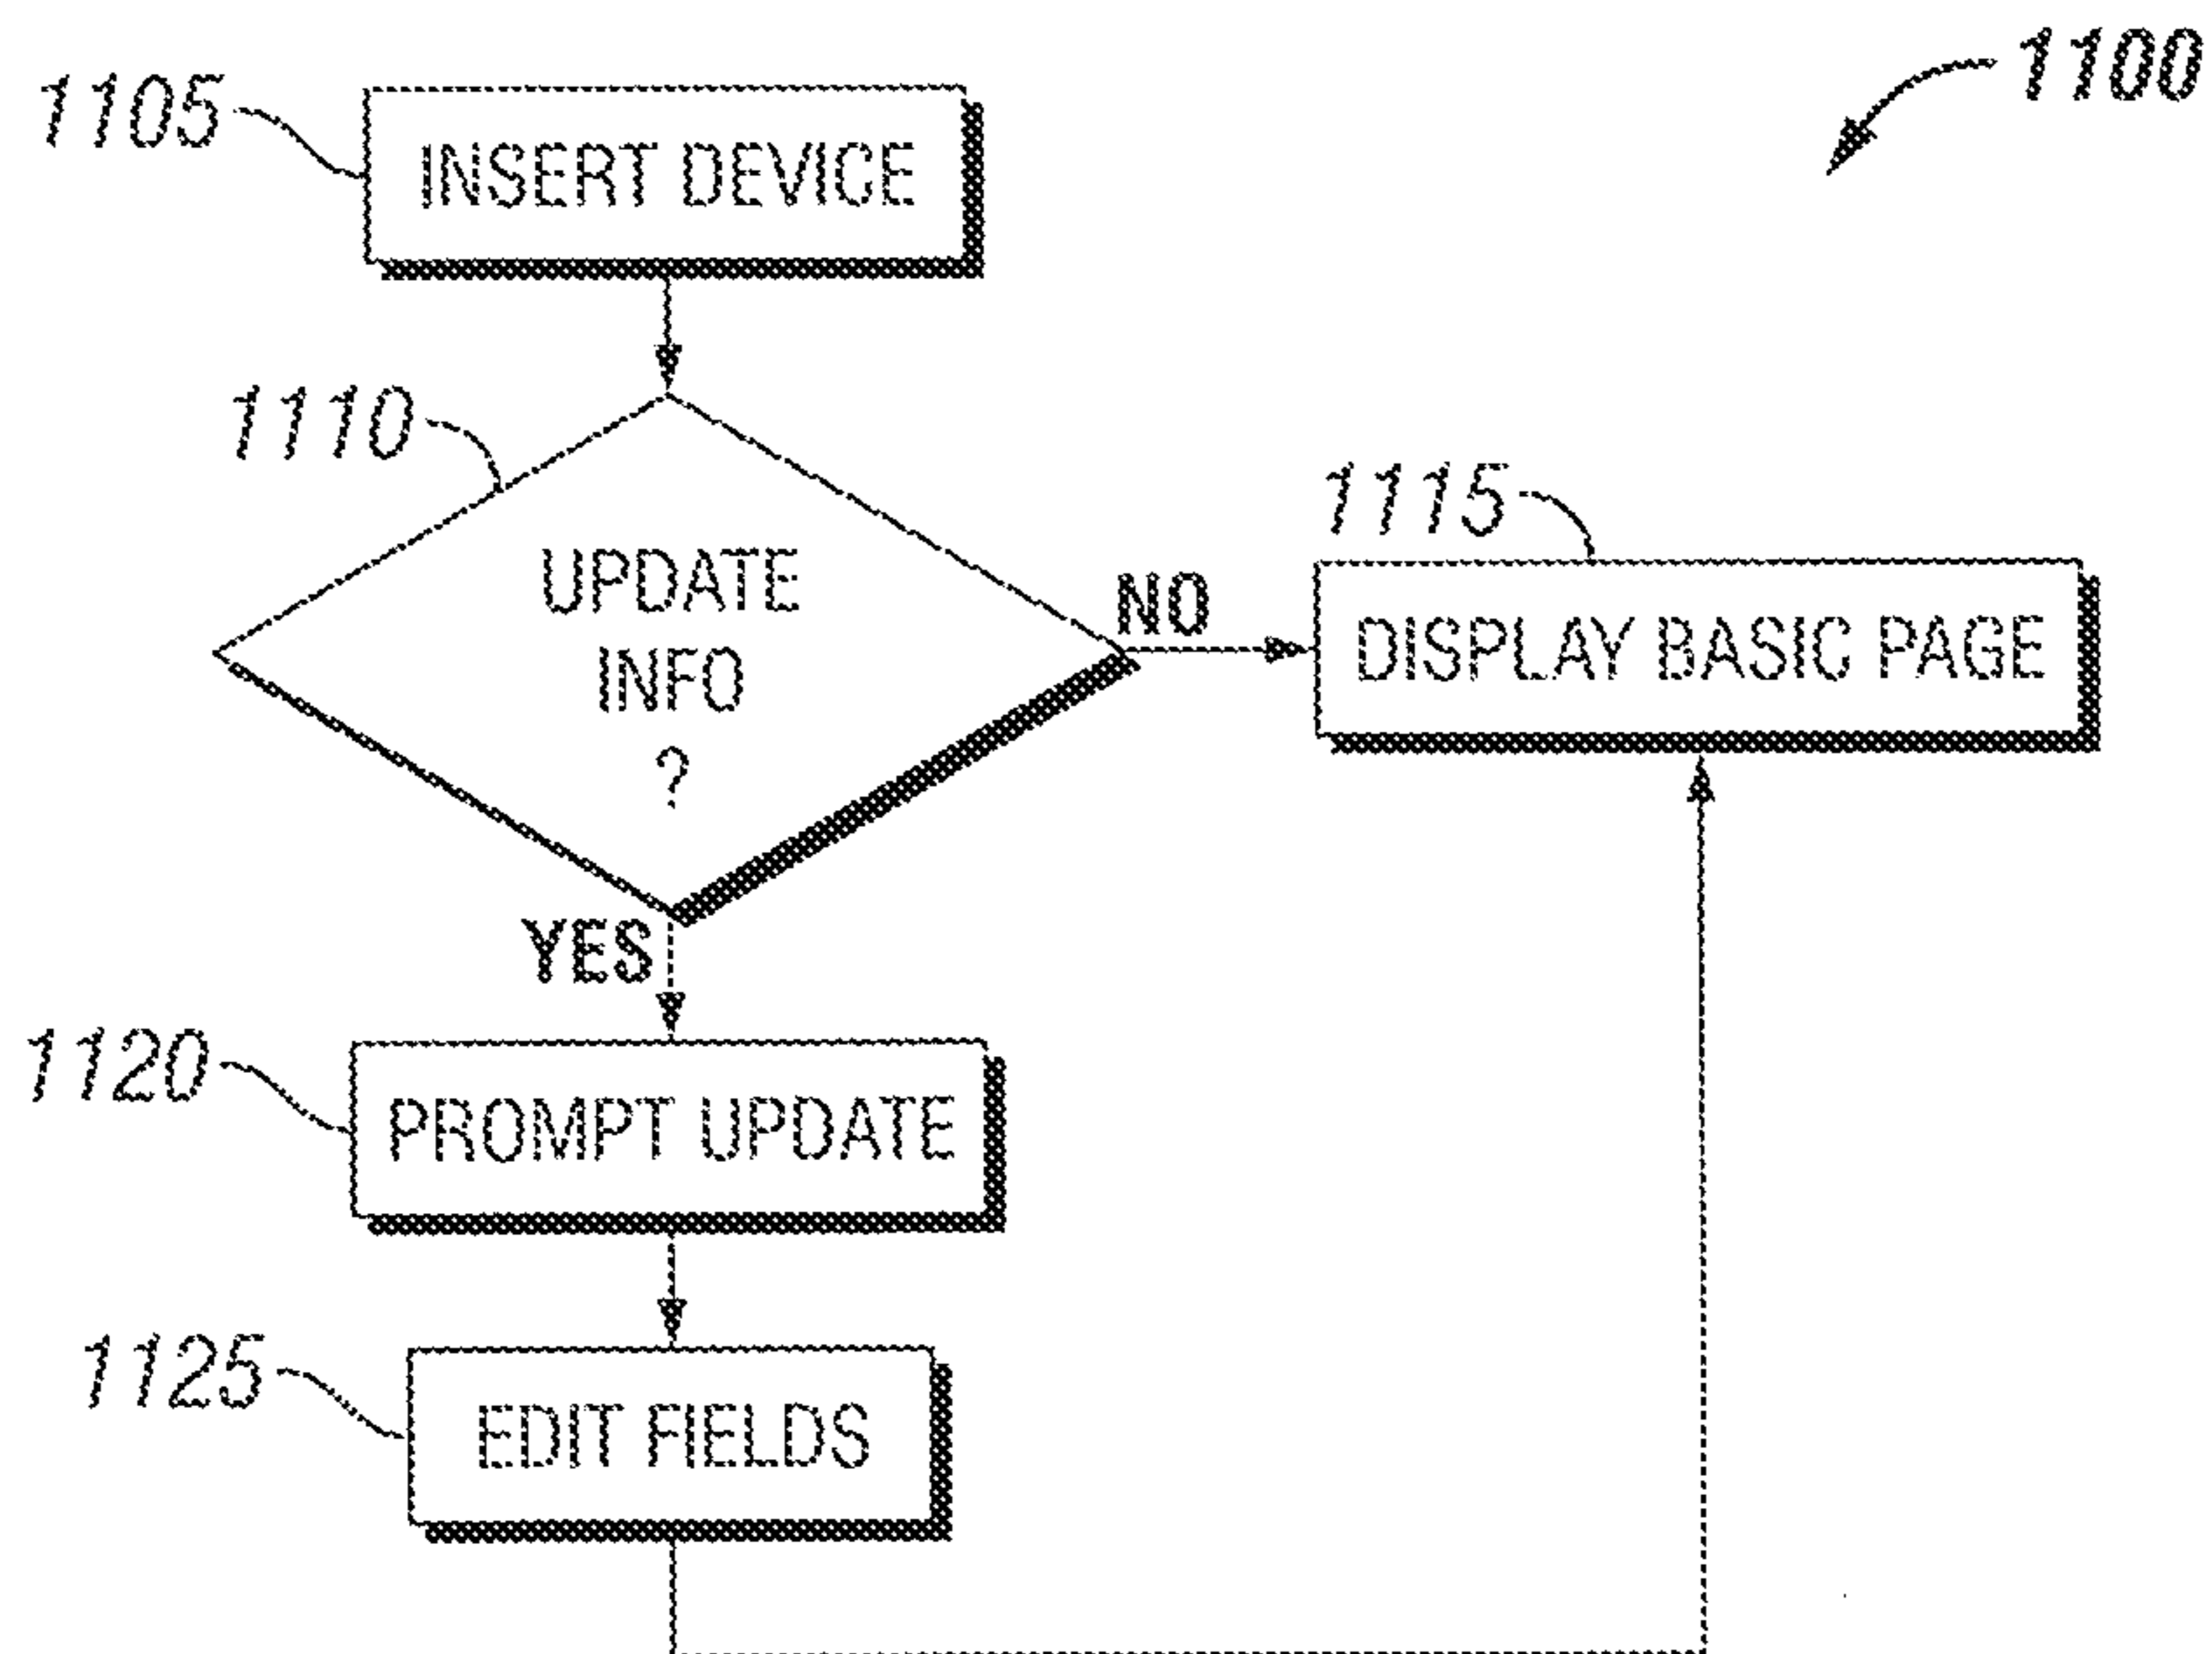 1100
1105
INSERT DEVICE
1110
UPDATE
INFO
?
NO
1115
DISPLAY BASIC PAGE
YES
1120
PROMPT UPDATE
1125
EDIT FIELDS